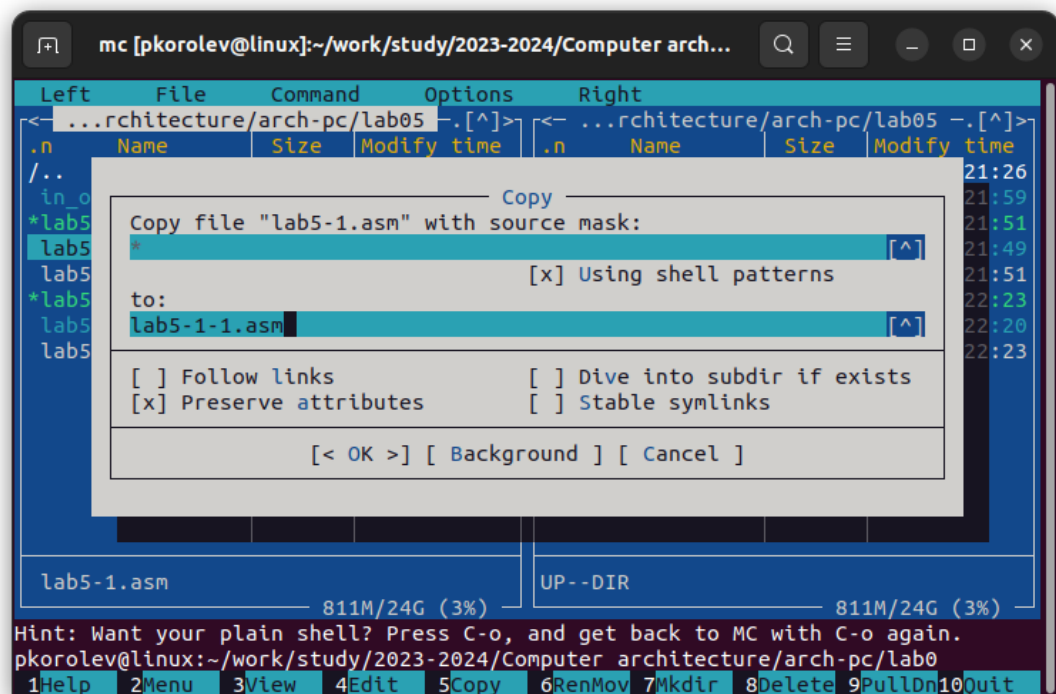 mc [pkorolev@linux]:~/work/study/2023-2024/Computer arch...
Left File Command Options Right
<— ...rchitecture/arch-pc/lab05 —.[^]> <— ...rchitecture/arch-pc/lab05 —.[^]>
.n Name Size Modify time .n Name Size Modify time
/.. 21:26
in_o 21:59
*lab5 21:51
lab5 21:49
lab5 21:51
*lab5 22:23
lab5 22:20
lab5 22:23
Copy
Copy file "lab5-1.asm" with source mask:
* [^]
[x] Using shell patterns
to:
lab5-1-1.asm [^]
[ ] Follow links [ ] Dive into subdir if exists
[x] Preserve attributes [ ] Stable symlinks
[< OK >] [ Background ] [ Cancel ]
lab5-1.asm UP--DIR
811M/24G (3%) 811M/24G (3%)
Hint: Want your plain shell? Press C-o, and get back to MC with C-o again.
pkorolev@linux:~/work/study/2023-2024/Computer architecture/arch-pc/lab0
1Help 2Menu 3View 4Edit 5Copy 6RenMov 7Mkdir 8Delete 9PullDn 10Quit